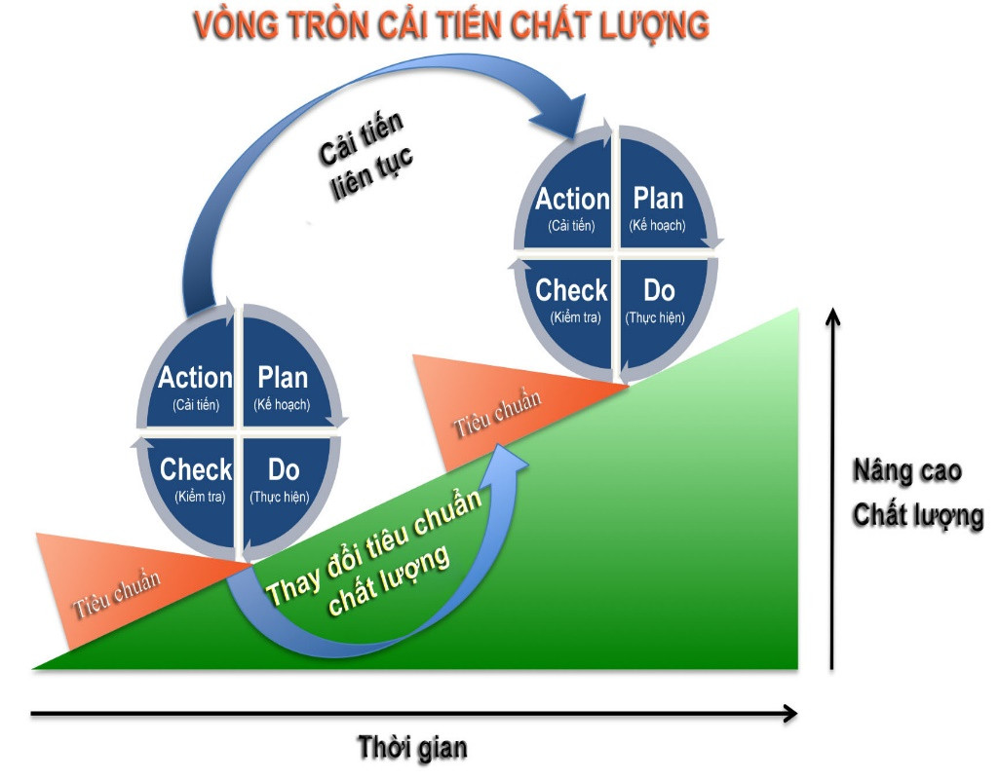 VÒNG TRÒN CẢI TIẾN CHẤT LƯỢNG
Cải tiến
liên tục
Action
(Cải tiến)
Plan
(Kế hoạch)
Check
(Kiểm tra)
Do
(Thực hiện)
Action
(Cải tiến)
Plan
(Kế hoạch)
Check
(Kiểm tra)
Do
(Thực hiện)
Tiêu chuẩn
Tiêu chuẩn
Thay đổi tiêu chuẩn
chất lượng
Nâng cao
Chất lượng
Thời gian